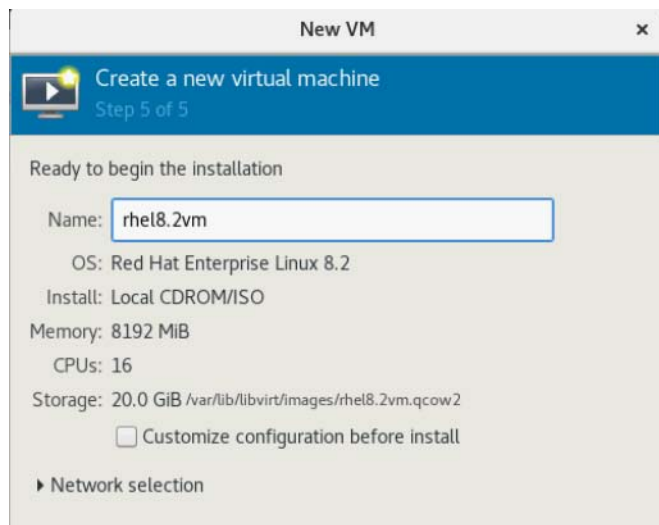 New VM ×
Create a new virtual machine
Step 5 of 5
Ready to begin the installation
Name: rhel8.2vm
OS: Red Hat Enterprise Linux 8.2
Install: Local CDROM/ISO
Memory: 8192 MiB
CPUs: 16
Storage: 20.0 GiB /var/lib/libvirt/images/rhel8.2vm.qcow2
Customize configuration before install
Network selection